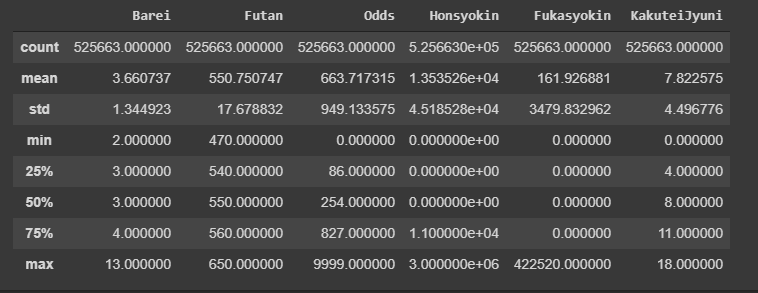 Barei Futan Odds Honsyokin Fukasyokin KakuteiJyuni
count 525663.000000 525663.000000 525663.000000 5.256630e+05 525663.000000 525663.000000
mean 3.660737 550.750747 663.717315 1.353526e+04 161.926881 7.822575
std 1.344923 17.678832 949.133575 4.518528e+04 3479.832962 4.496776
min 2.000000 470.000000 0.000000 0.000000e+00 0.000000 0.000000
25% 3.000000 540.000000 86.000000 0.000000e+00 0.000000 4.000000
50% 3.000000 550.000000 254.000000 0.000000e+00 0.000000 8.000000
75% 4.000000 560.000000 827.000000 1.100000e+04 0.000000 11.000000
max 13.000000 650.000000 9999.000000 3.000000e+06 422520.000000 18.000000